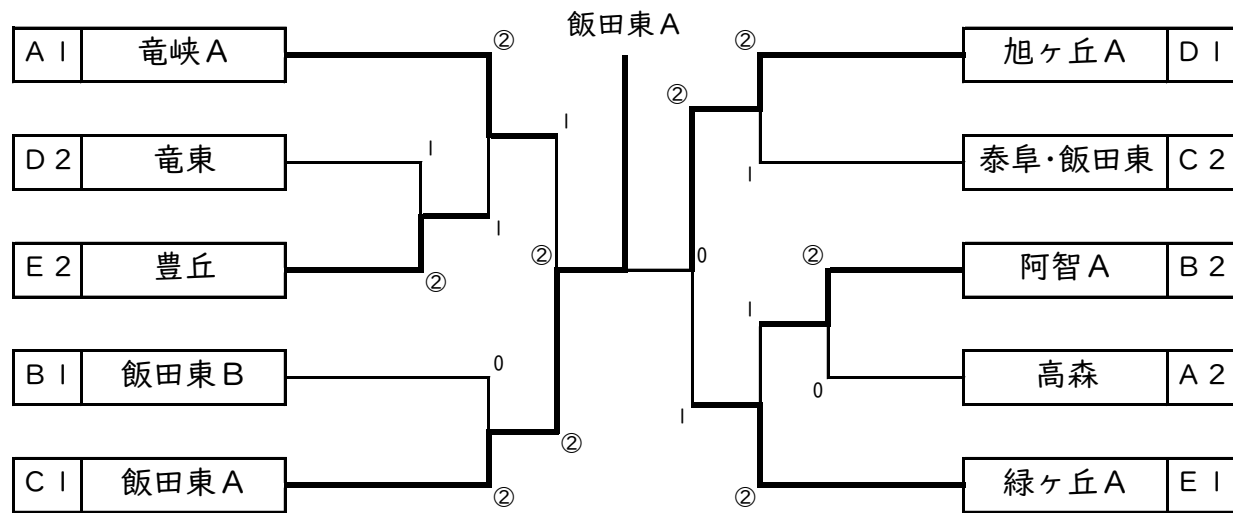 飯田東A
A1 竜峡A ② ② 旭ヶ丘A D1
②
1 1
D2 竜東 1 泰阜・飯田東 C2
1
② 0 ②
E2 豊丘 ② 阿智A B2
1
B1 飯田東B 0 0 高森 A2
1
②
C1 飯田東A ② ② 緑ヶ丘A E1